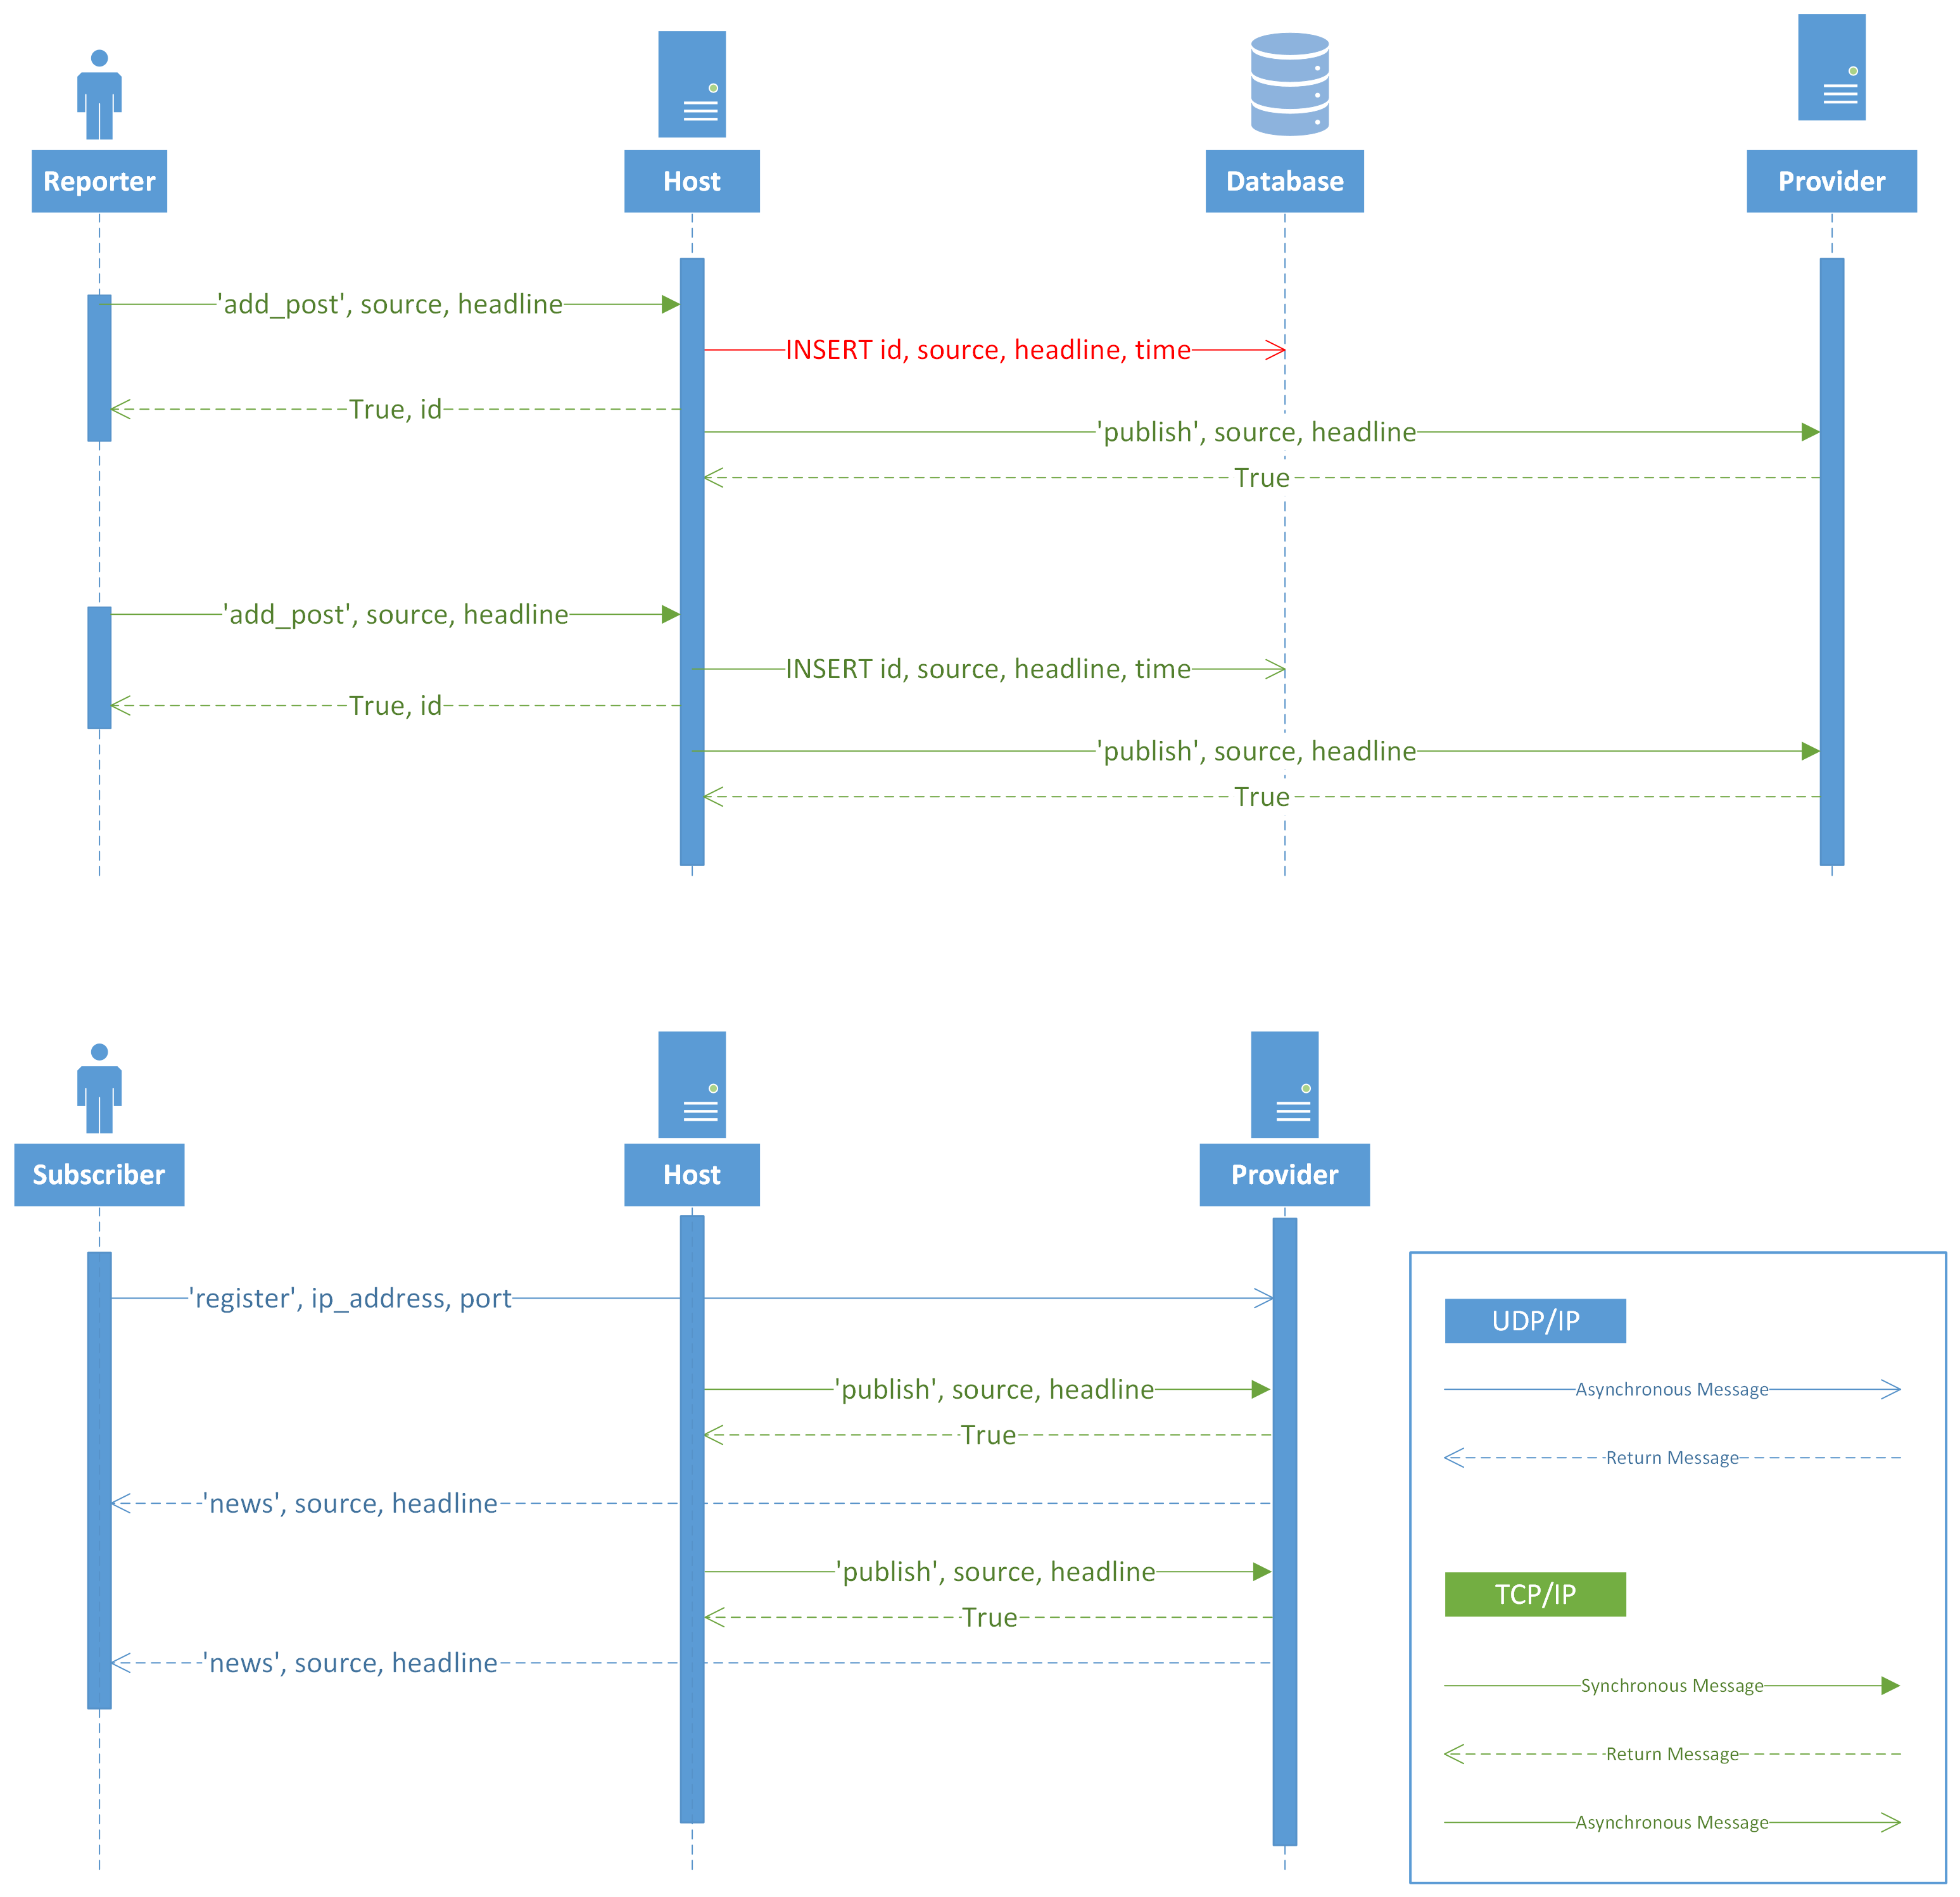 Reporter
Host
Database
Provider
'add_post', source, headline
INSERT id, source, headline, time
True, id
'publish', source, headline
True
'add_post', source, headline
INSERT id, source, headline, time
True, id
'publish', source, headline
True
Subscriber
Host
Provider
'register', ip_address, port
'publish', source, headline
True
'news', source, headline
'publish', source, headline
True
'news', source, headline
UDP/IP
Asynchronous Message
Return Message
TCP/IP
Synchronous Message
Return Message
Asynchronous Message